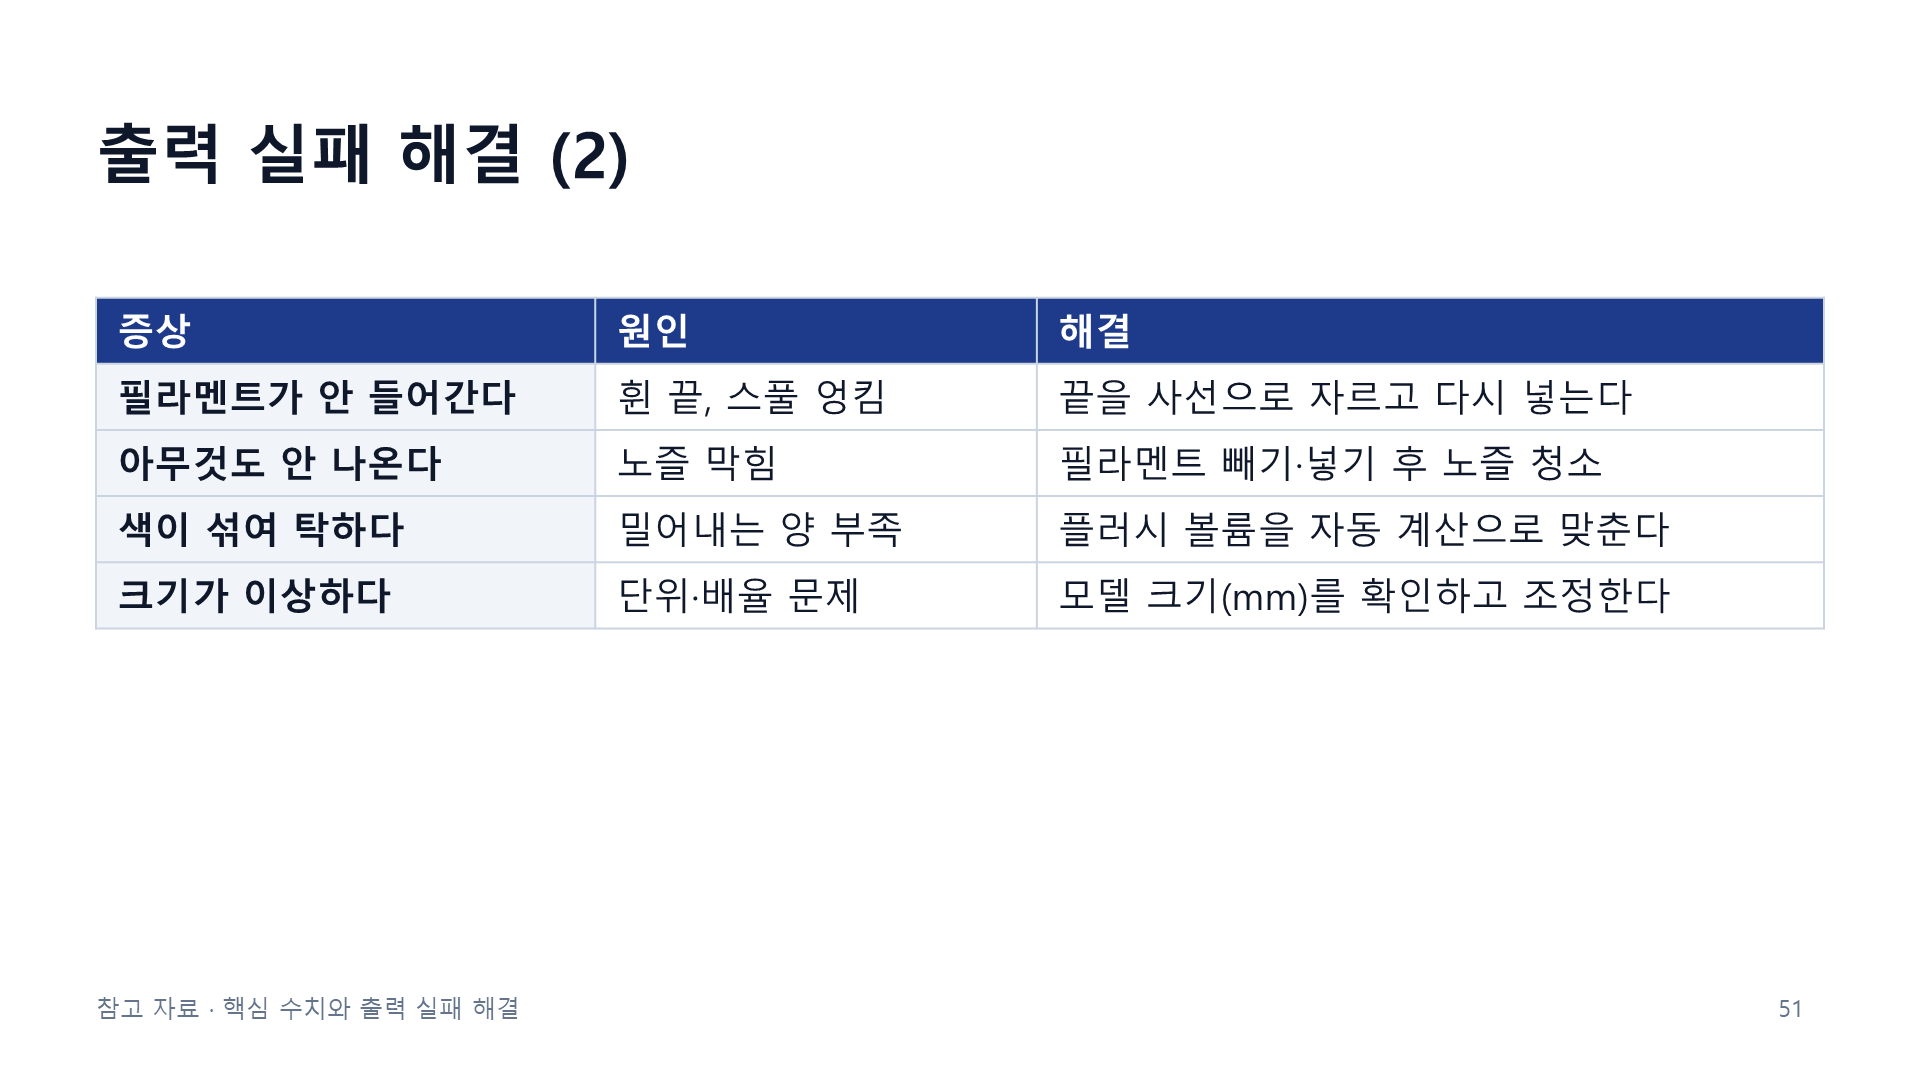 출력 실패 해결 (2)
증상 원인 해결
필라멘트가 안 들어간다 휜 끝, 스풀 엉킴 끝을 사선으로 자르고 다시 넣는다
아무것도 안 나온다 노즐 막힘 필라멘트 빼기·넣기 후 노즐 청소
색이 섞여 탁하다 밀어내는 양 부족 플러시 볼륨을 자동 계산으로 맞춘다
크기가 이상하다 단위·배율 문제 모델 크기(mm)를 확인하고 조정한다
참고 자료 · 핵심 수치와 출력 실패 해결 51